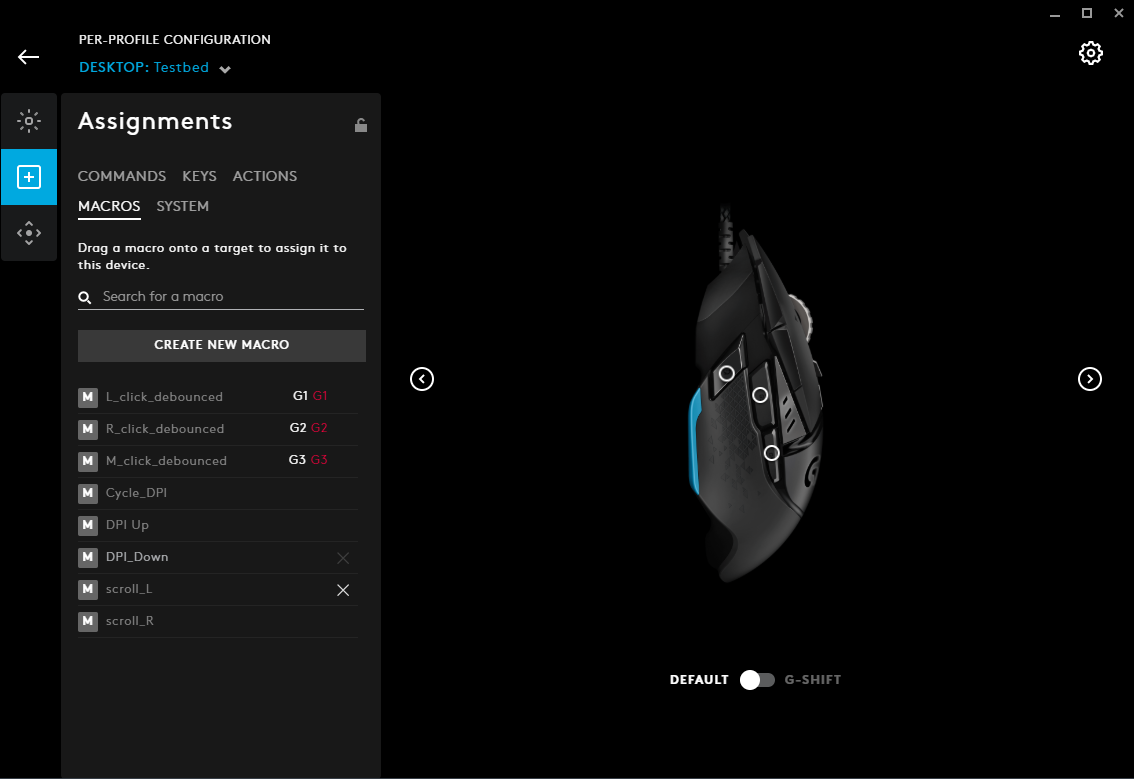 PER-PROFILE CONFIGURATION
DESKTOP: Testbed
Assignments
COMMANDS KEYS ACTIONS
MACROS SYSTEM
Drag a macro onto a target to assign it to
this device.
Search for a macro
CREATE NEW MACRO
M L_click_debounced G1 G1
M R_click_debounced G2 G2
M M_click_debounced G3 G3
M Cycle_DPI
M DPI Up
M DPI_Down
M scroll_L
M scroll_R
DEFAULT G-SHIFT